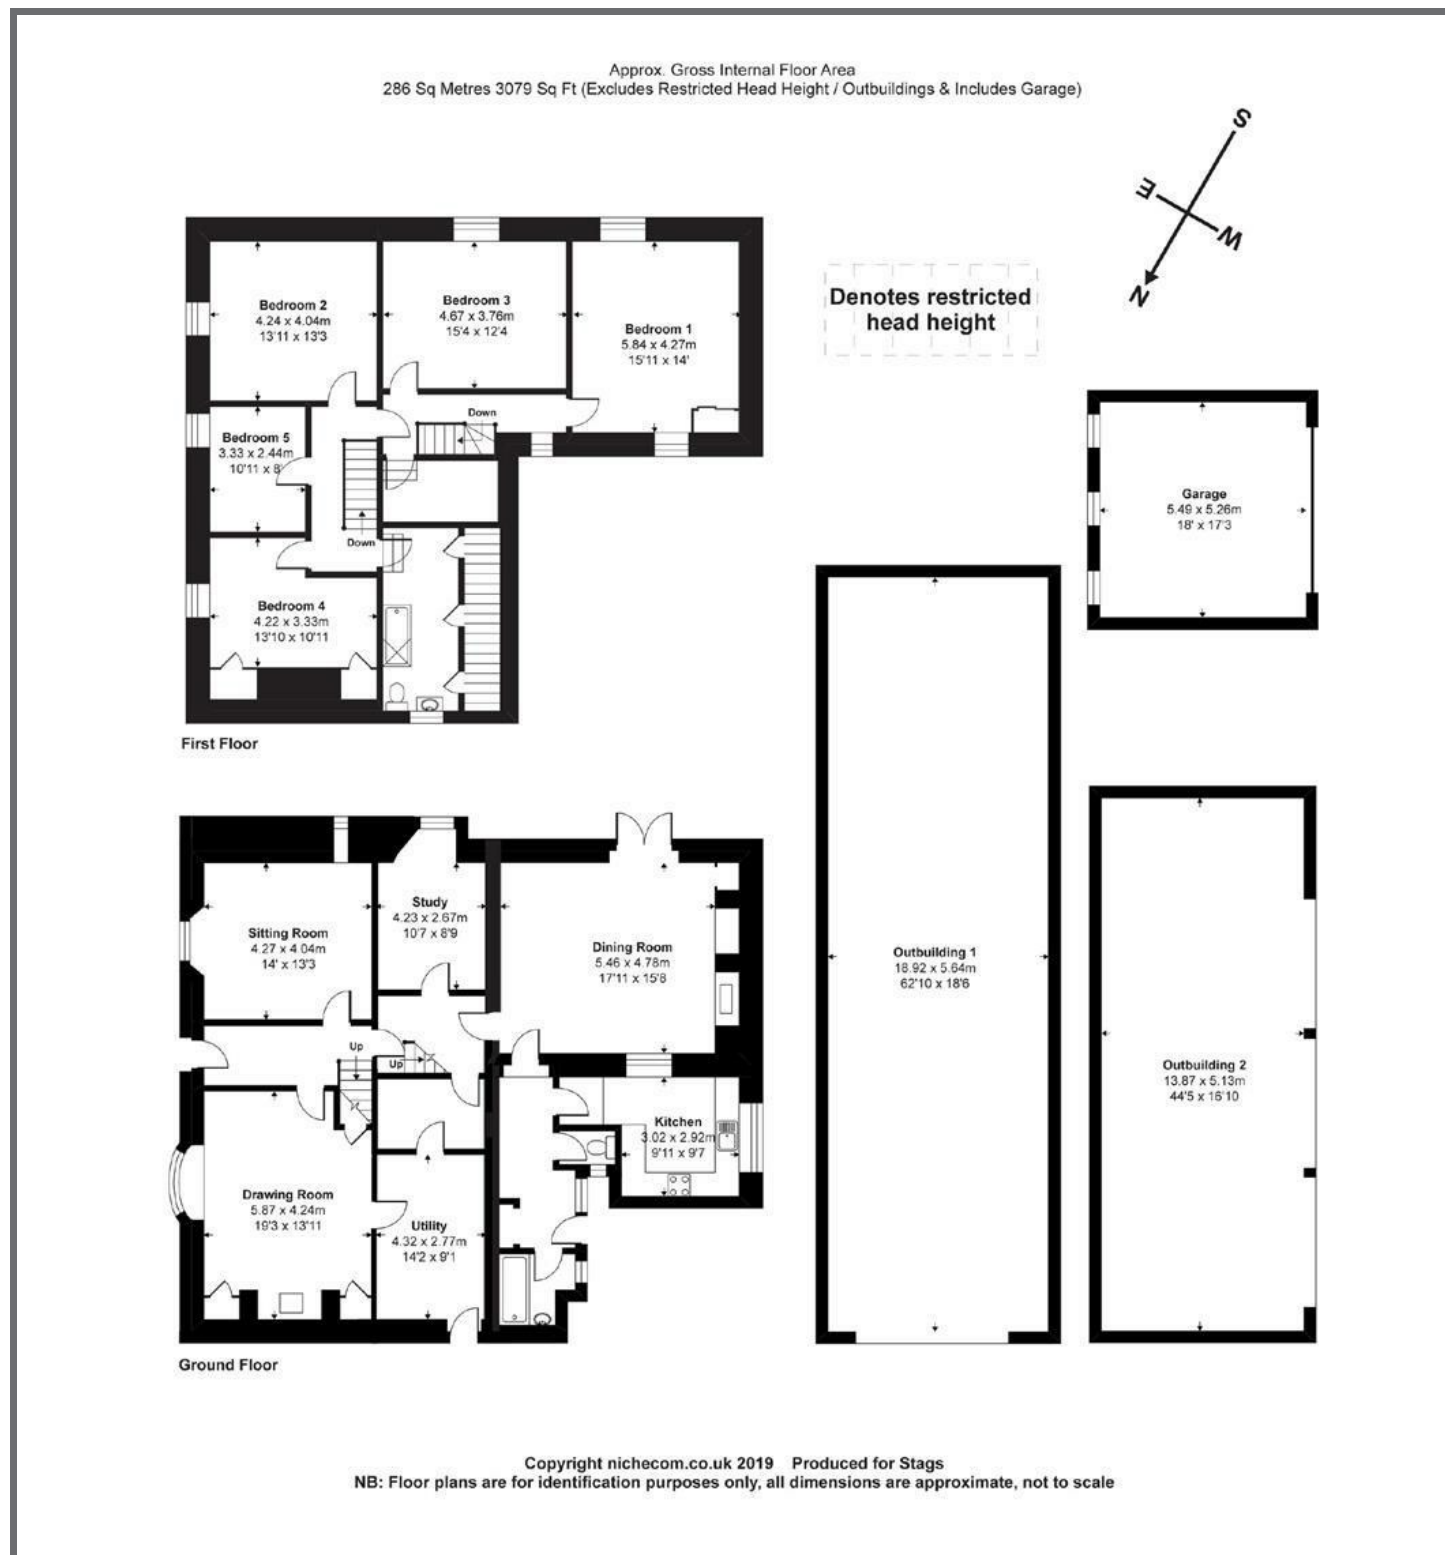 Approx. Gross Internal Floor Area
286 Sq Metres 3079 Sq Ft (Excludes Restricted Head Height / Outbuildings & Includes Garage)
S
E
W
N
Denotes restricted
head height
Bedroom 2
4.24 x 4.04m
13'11 x 13'3
Bedroom 3
4.67 x 3.76m
15'4 x 12'4
Bedroom 1
5.84 x 4.27m
15'11 x 14'
Down
Bedroom 5
3.33 x 2.44m
10'11 x 8'
Down
Bedroom 4
4.22 x 3.33m
13'10 x 10'11
First Floor
Garage
5.49 x 5.26m
18' x 17'3
Sitting Room
4.27 x 4.04m
14' x 13'3
Study
4.23 x 2.67m
10'7 x 8'9
Dining Room
5.46 x 4.78m
17'11 x 15'8
Up
Up
Kitchen
3.02 x 2.92m
9'11 x 9'7
Drawing Room
5.87 x 4.24m
19'3 x 13'11
Utility
4.32 x 2.77m
14'2 x 9'1
Ground Floor
Outbuilding 1
18.92 x 5.64m
62'10 x 18'6
Outbuilding 2
13.87 x 5.13m
44'5 x 16'10
Copyright nichecom.co.uk 2019 Produced for Stags
NB: Floor plans are for identification purposes only, all dimensions are approximate, not to scale